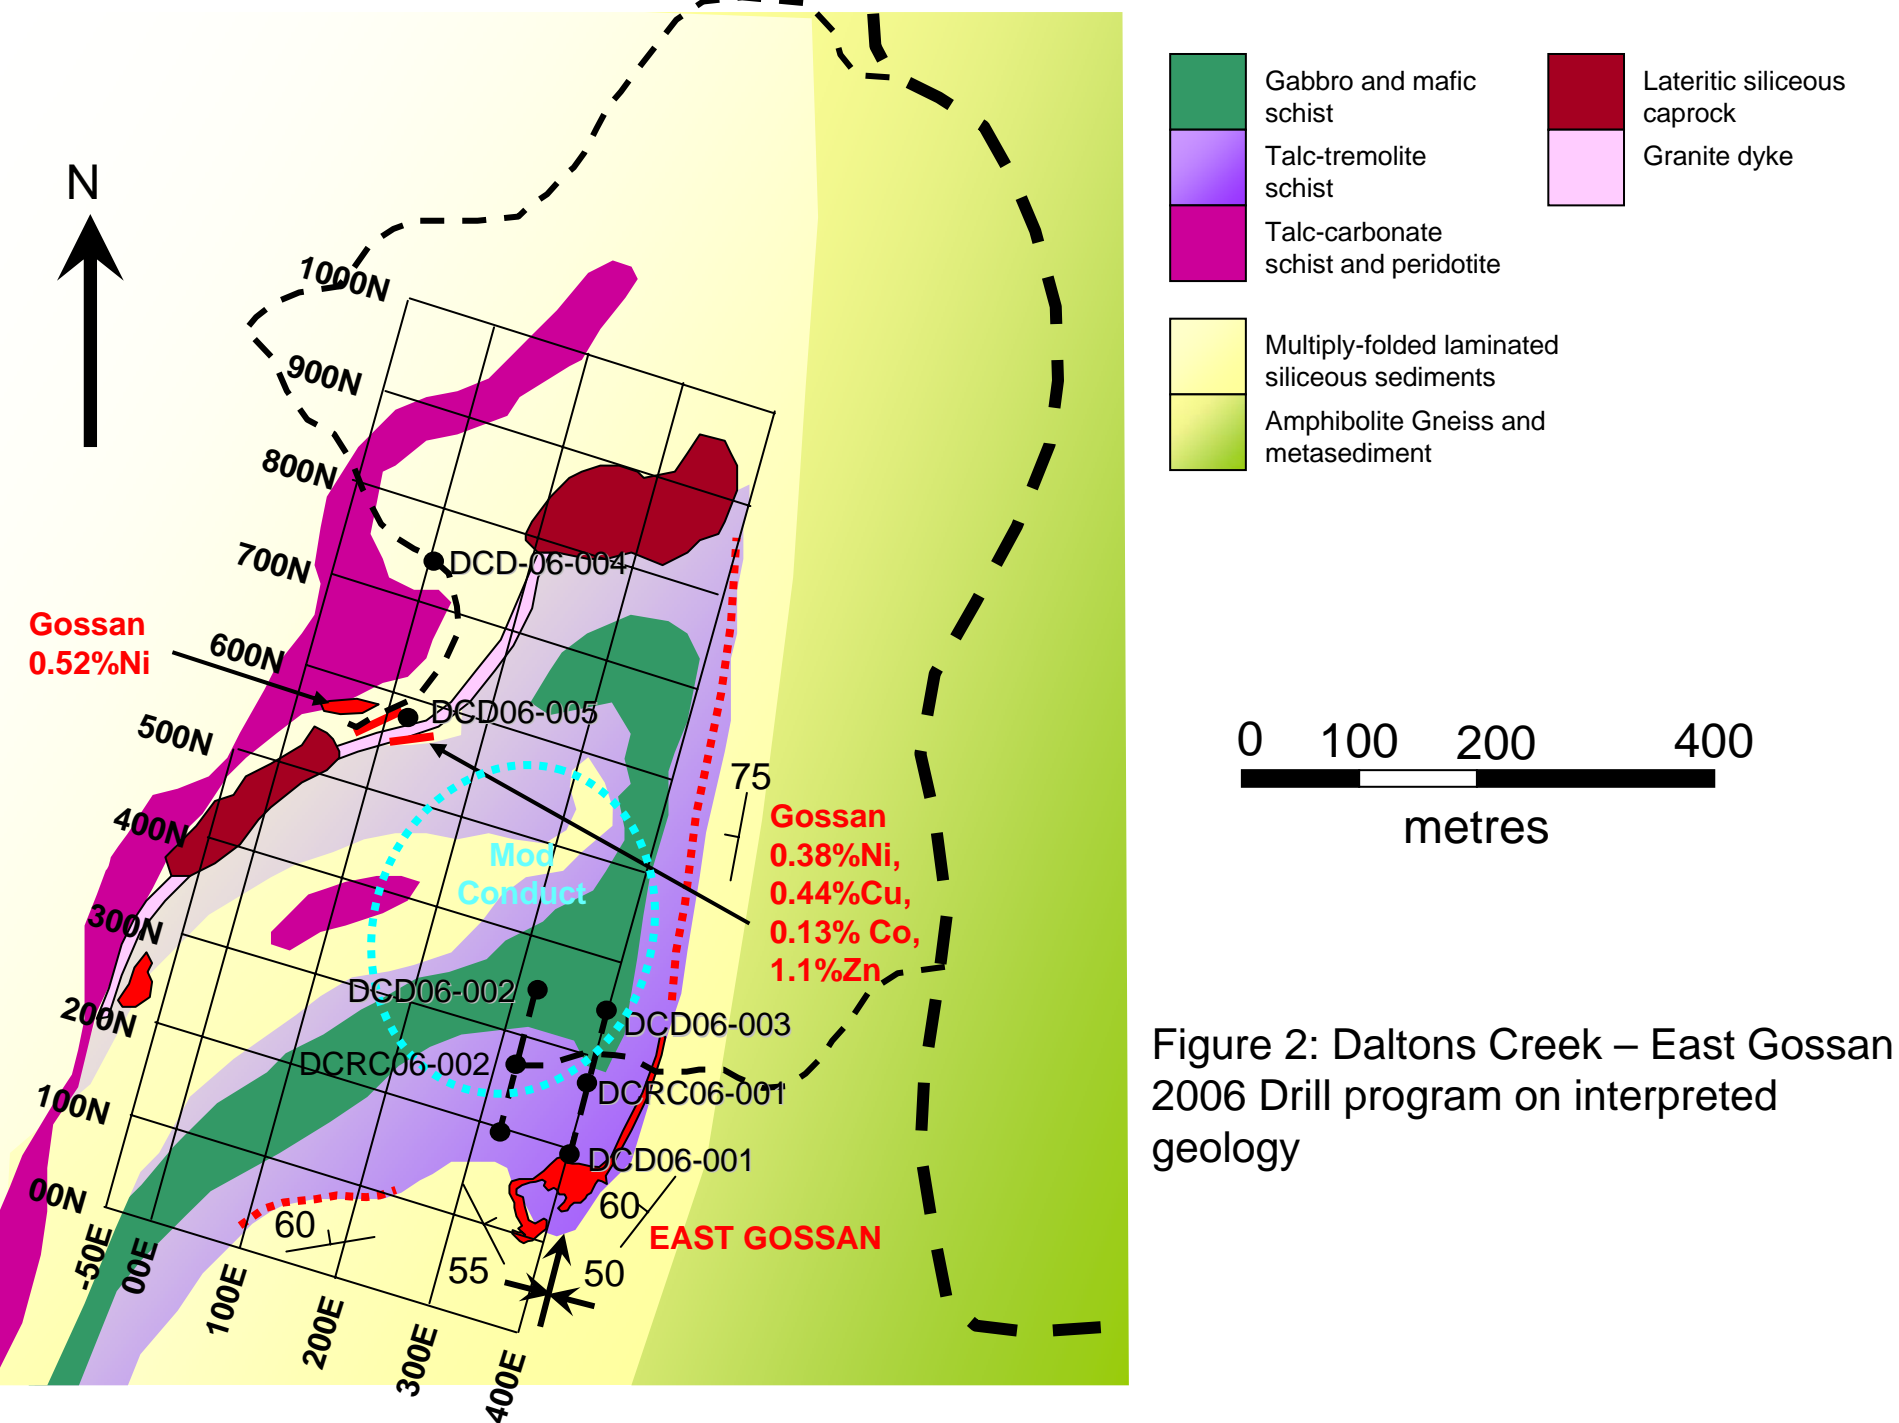 N
1000N
900N
800N
700N
600N
500N
400N
300N
200N
100N
00N
-50E
00E
100E
200E
300E
400E
Gossan
0.52%Ni
DCD-06-004
DCD06-005
Mod
Conduct
75
Gossan
0.38%Ni,
0.44%Cu,
0.13% Co,
1.1%Zn
DCD06-002
DCD06-003
DCRC06-002
DCRC06-001
DCD06-001
60
60
55
50
EAST GOSSAN
Gabbro and mafic
schist
Talc-tremolite
schist
Talc-carbonate
schist and peridotite
Lateritic siliceous
caprock
Granite dyke
Multiply-folded laminated
siliceous sediments
Amphibolite Gneiss and
metasediment
0 100 200 400
metres
Figure 2: Daltons Creek – East Gossan
2006 Drill program on interpreted
geology